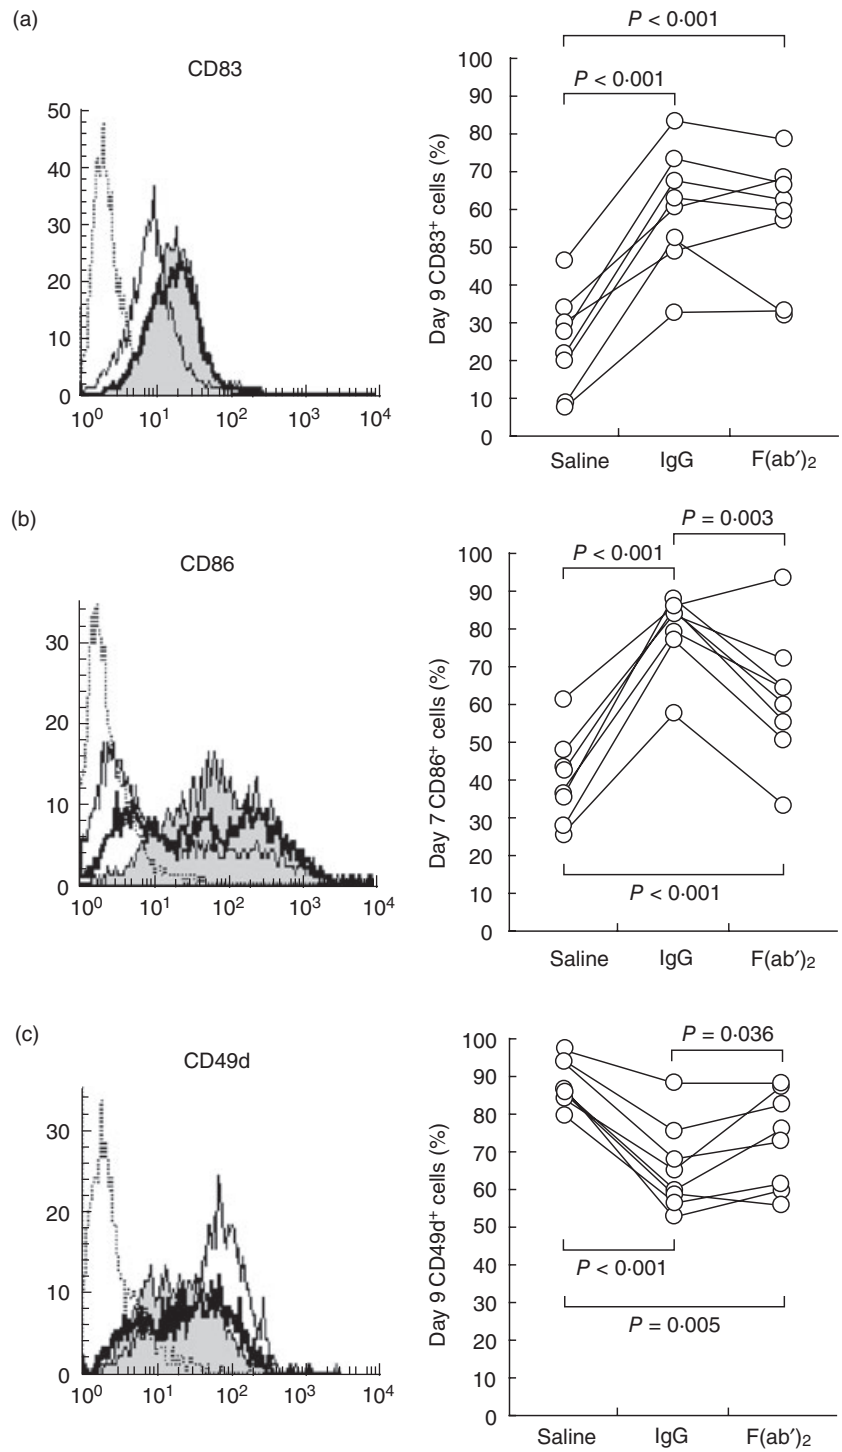 (a)
CD83
50
40
30
20
10
0
10⁰ 10¹ 10² 10³ 10⁴
P < 0·001
P < 0·001
Day 9 CD83⁺ cells (%)
100
90
80
70
60
50
40
30
20
10
0
Saline IgG F(ab′)₂
(b)
CD86
30
20
10
0
10⁰ 10¹ 10² 10³ 10⁴
P = 0·003
P < 0·001
Day 7 CD86⁺ cells (%)
100
90
80
70
60
50
40
30
20
10
0
P < 0·001
Saline IgG F(ab′)₂
(c)
CD49d
30
20
10
0
10⁰ 10¹ 10² 10³ 10⁴
P = 0·036
Day 9 CD49d⁺ cells (%)
100
90
80
70
60
50
40
30
20
10
0
P < 0·001
P = 0·005
Saline IgG F(ab′)₂